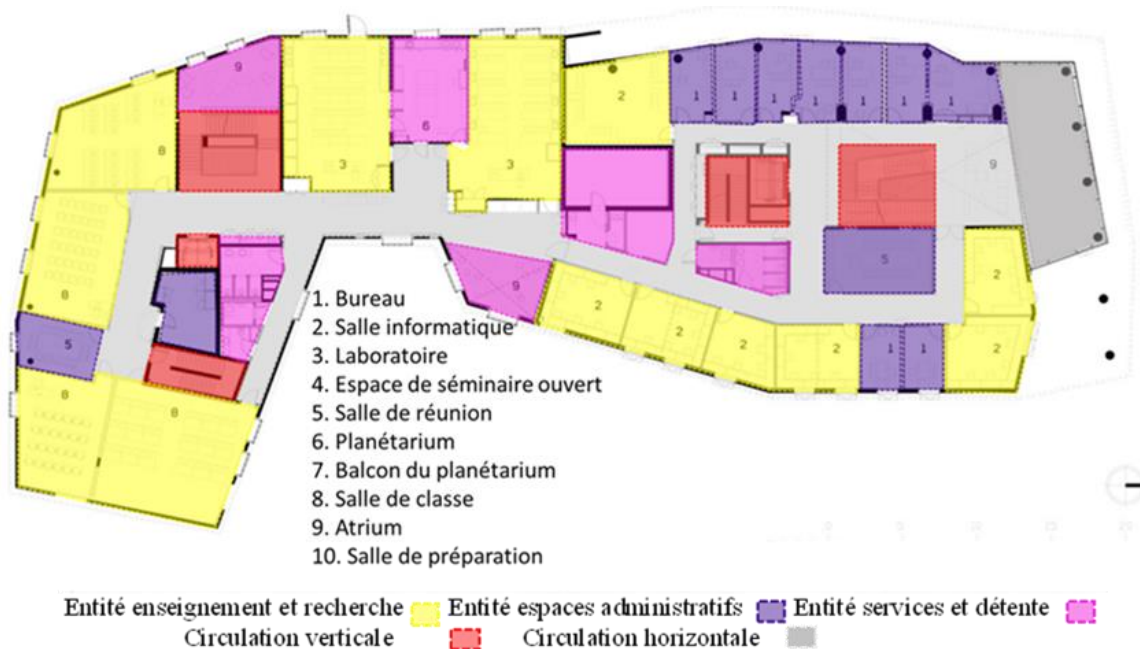 9
2
1 1 1 1 1 1 1
8
3
6
3
9
8
5
9
2
8
5
2
2
2
2
1 1
2
8
8
1. Bureau
2. Salle informatique
3. Laboratoire
4. Espace de séminaire ouvert
5. Salle de réunion
6. Planétarium
7. Balcon du planétarium
8. Salle de classe
9. Atrium
10. Salle de préparation
Entité enseignement et recherche Entité espaces administratifs Entité services et détente
Circulation verticale Circulation horizontale